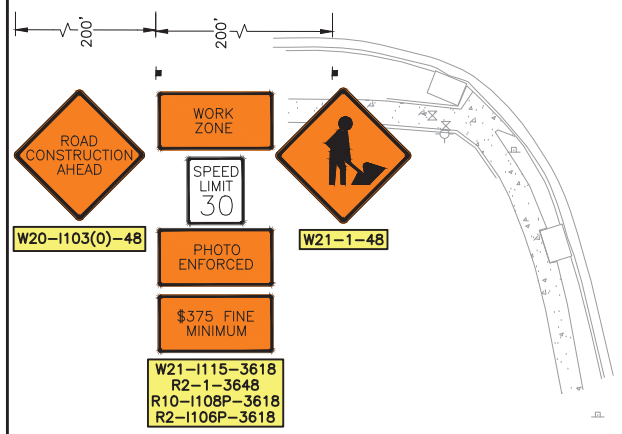 200'
200'
ROAD
CONSTRUCTION
AHEAD
W20-I103(0)-48
WORK
ZONE
SPEED
LIMIT
30
PHOTO
ENFORCED
$375 FINE
MINIMUM
W21-I115-3618
R2-1-3648
R10-I108P-3618
R2-I106P-3618
W21-1-48